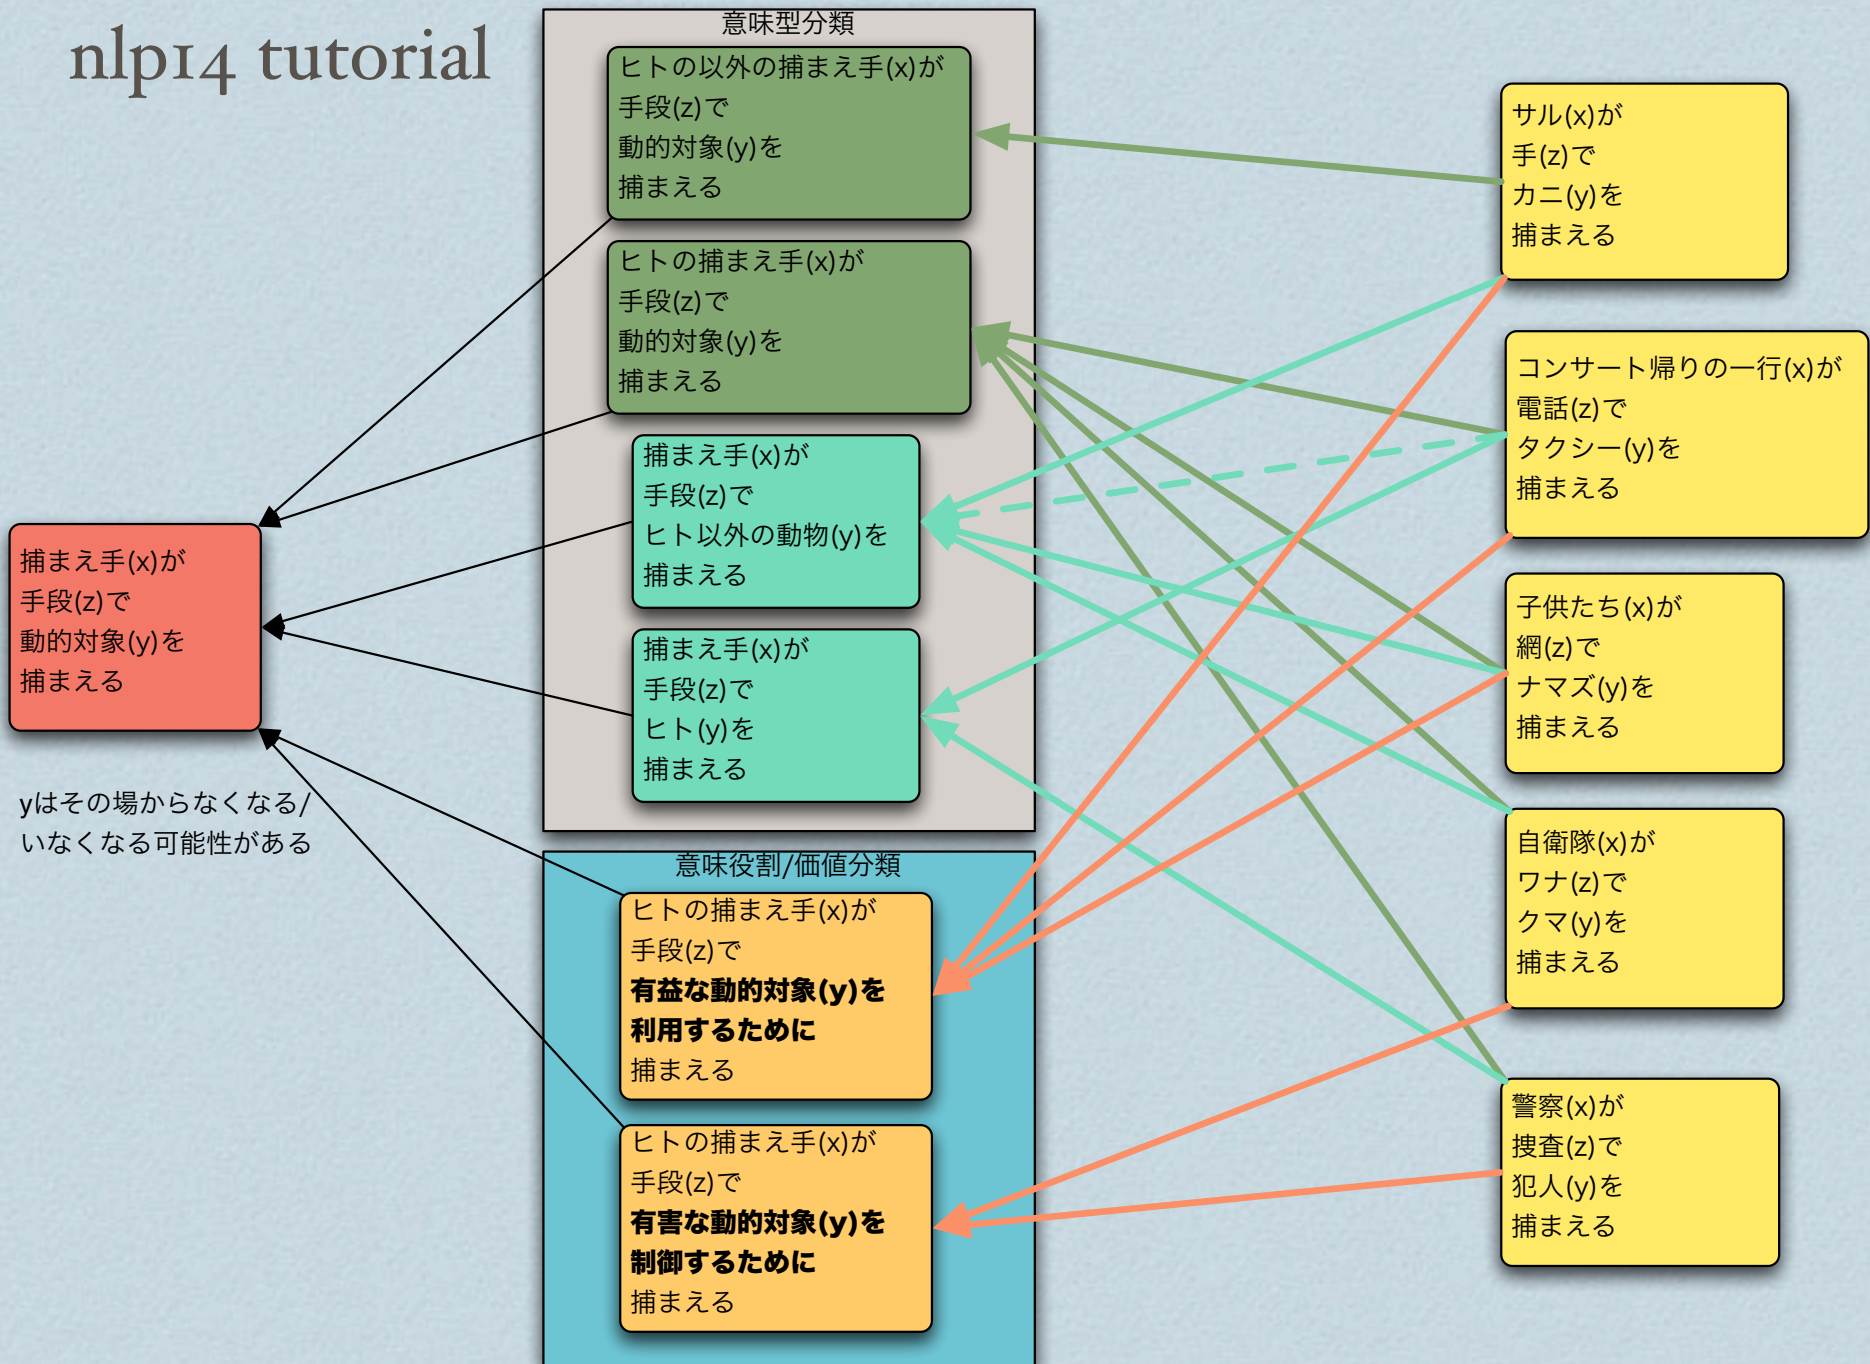 nlp14 tutorial
意味型分類
ヒトの以外の捕まえ手(x)が
手段(z)で
動的対象(y)を
捕まえる
ヒトの捕まえ手(x)が
手段(z)で
動的対象(y)を
捕まえる
捕まえ手(x)が
手段(z)で
ヒト以外の動物(y)を
捕まえる
捕まえ手(x)が
手段(z)で
ヒト(y)を
捕まえる
捕まえ手(x)が
手段(z)で
動的対象(y)を
捕まえる
yはその場からなくなる/
いなくなる可能性がある
意味役割/価値分類
ヒトの捕まえ手(x)が
手段(z)で
有益な動的対象(y)を
利用するために
捕まえる
ヒトの捕まえ手(x)が
手段(z)で
有害な動的対象(y)を
制御するために
捕まえる
サル(x)が
手(z)で
カニ(y)を
捕まえる
コンサート帰りの一行(x)が
電話(z)で
タクシー(y)を
捕まえる
子供たち(x)が
網(z)で
ナマズ(y)を
捕まえる
自衛隊(x)が
ワナ(z)で
クマ(y)を
捕まえる
警察(x)が
捜査(z)で
犯人(y)を
捕まえる